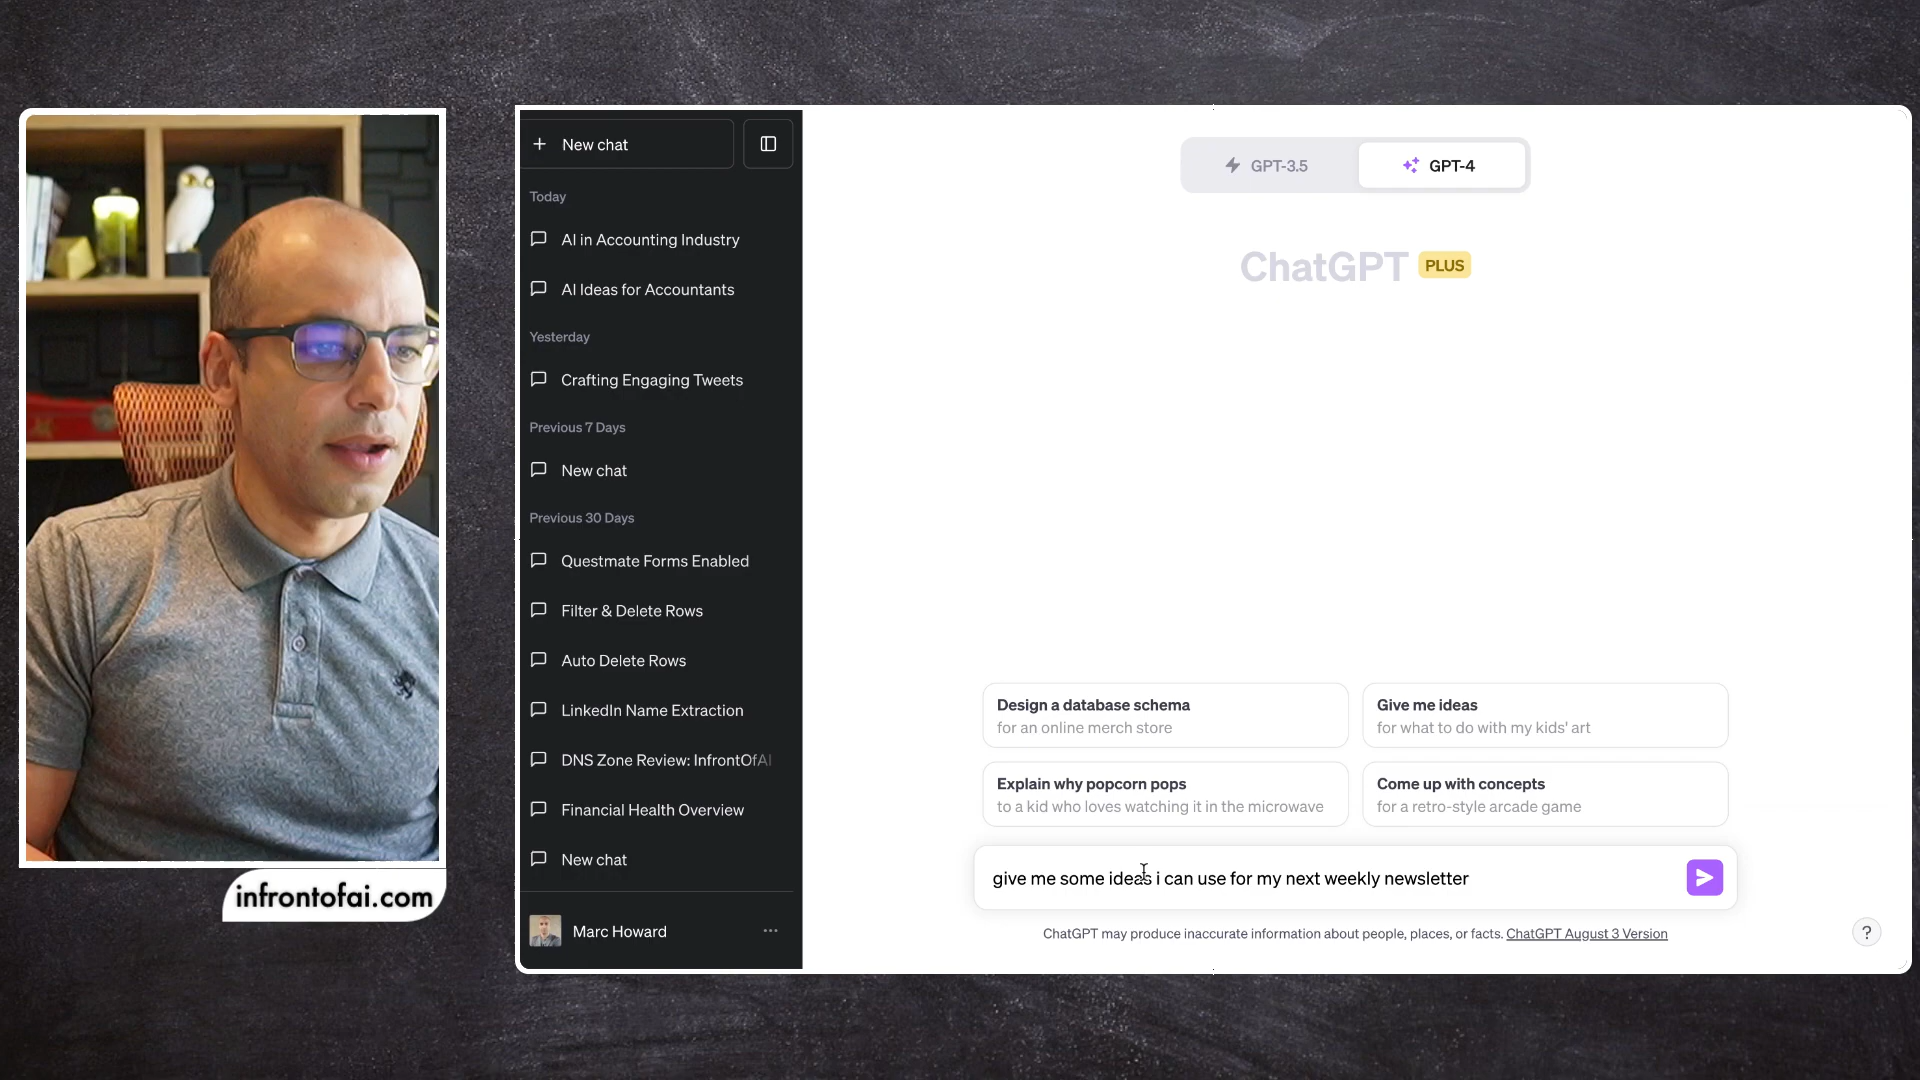 New chat
Today
AI in Accounting Industry
AI Ideas for Accountants
Yesterday
Crafting Engaging Tweets
Previous 7 Days
New chat
Previous 30 Days
Questmate Forms Enabled
Filter & Delete Rows
Auto Delete Rows
LinkedIn Name Extraction
DNS Zone Review: InfrontOfAI
Financial Health Overview
New chat
Marc Howard
infrontofai.com
GPT-3.5
GPT-4
ChatGPT PLUS
Design a database schema
for an online merch store
Give me ideas
for what to do with my kids' art
Explain why popcorn pops
to a kid who loves watching it in the microwave
Come up with concepts
for a retro-style arcade game
give me some ideas i can use for my next weekly newsletter
ChatGPT may produce inaccurate information about people, places, or facts. ChatGPT August 3 Version
?